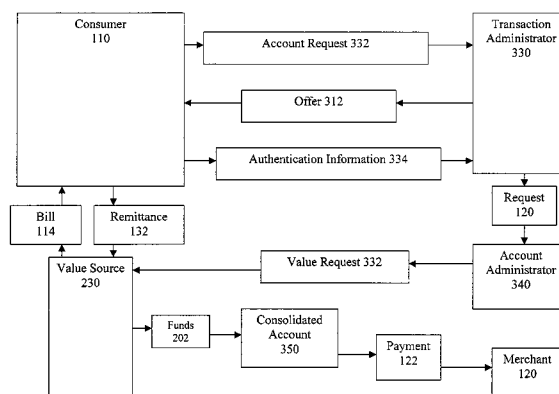 Consumer
110
Transaction
Administrator
330
Account Request 332
Offer 312
Authentication Information 334
Request
120
Bill
114
Remittance
132
Value Source
230
Value Request 332
Account
Administrator
340
Funds
202
Consolidated
Account
350
Payment
122
Merchant
120